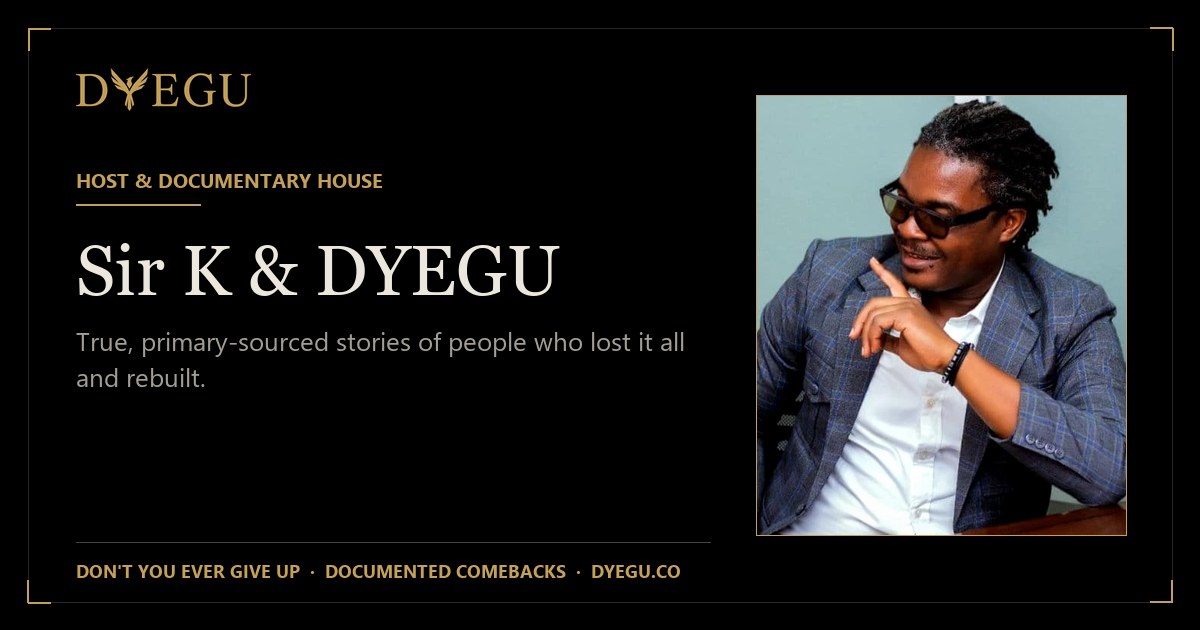 DYEGU
HOST & DOCUMENTARY HOUSE
Sir K & DYEGU
True, primary-sourced stories of people who lost it all
and rebuilt.
DON'T YOU EVER GIVE UP · DOCUMENTED COMEBACKS · DYEGU.CO